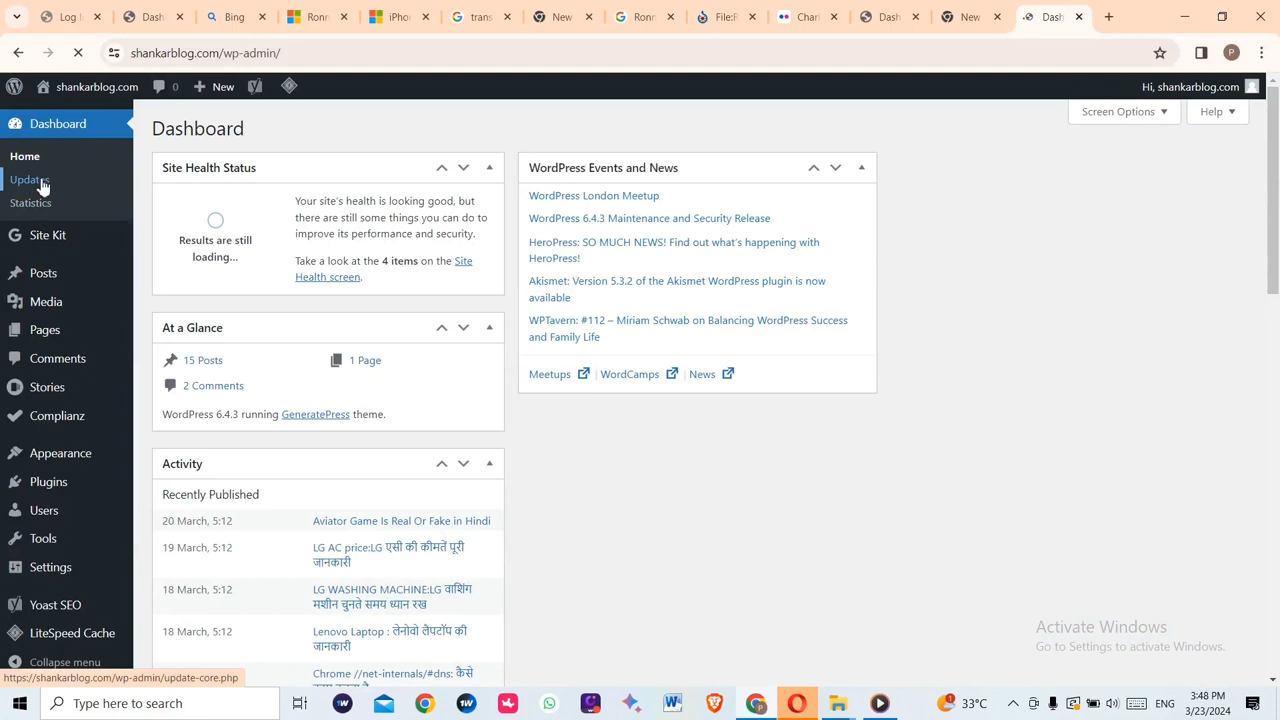 Ronn
iPhor
Bing
trans
New
Ronn
File:R
Charl
Dash
New
Dash
shankarblog.com/wp-admin/
P
shankarblog.com
0
New
Hi, shankarblog.com
Dashboard
Home
Updates
Statistics
Site Kit
Posts
Media
Pages
Comments
Stories
Complianz
Appearance
Plugins
Users
Tools
Settings
Yoast SEO
LiteSpeed Cache
Collapse menu
Dashboard
Screen Options
Help
Site Health Status
Results are still
loading...
Your site's health is looking good, but
there are still some things you can do to
improve its performance and security.
Take a look at the 4 items on the Site
Health screen.
At a Glance
15 Posts
1 Page
2 Comments
WordPress 6.4.3 running GeneratePress theme.
Activity
Recently Published
20 March, 5:12 Aviator Game Is Real Or Fake in Hindi
19 March, 5:12 LG AC price:LG एसी की कीमतें पूरी
जानकारी
18 March, 5:12 LG WASHING MACHINE:LG वाशिंग
मशीन चुनते समय ध्यान रख
18 March, 5:12 Lenovo Laptop : लेनोवो लैपटॉप की
जानकारी
Chrome //net-internals/#dns: कैसे
WordPress Events and News
WordPress London Meetup
WordPress 6.4.3 Maintenance and Security Release
HeroPress: SO MUCH NEWS! Find out what's happening with
HeroPress!
Akismet: Version 5.3.2 of the Akismet WordPress plugin is now
available
WPTavern: #112 – Miriam Schwab on Balancing WordPress Success
and Family Life
Meetups | WordCamps | News
Activate Windows
Go to Settings to activate Windows.
https://shankarblog.com/wp-admin/update-core.php
Type here to search
33°C
ENG
3:48 PM
3/23/2024